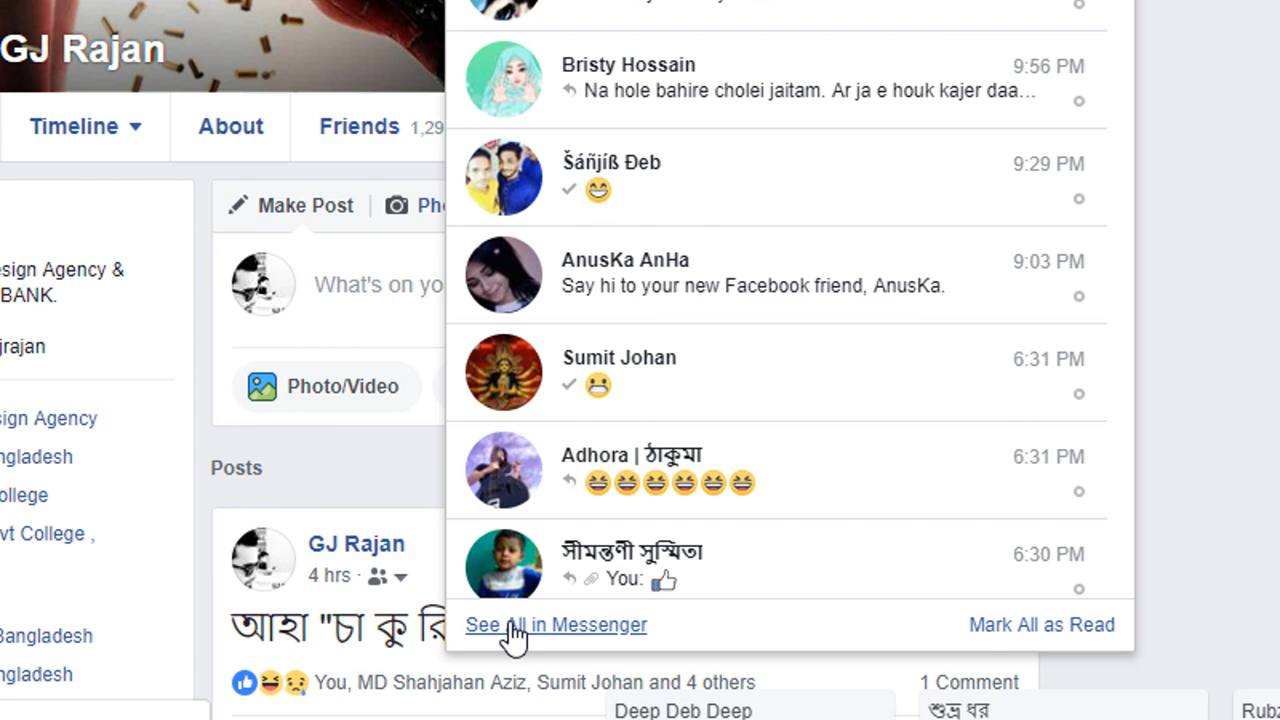 GJ Rajan
Timeline
About
Friends 1,29
esign Agency &
BANK.
jrajan
sign Agency
ngladesh
ollege
vt College ,
Bangladesh
ngladesh
Make Post
Pho
What's on yo
Photo/Video
Posts
GJ Rajan
4 hrs ·
আহা "চা কু রি
You, MD Shahjahan Aziz, Sumit Johan and 4 others
1 Comment
Bristy Hossain
9:56 PM
Na hole bahire cholei jaitam. Ar ja e houk kajer daa...
Šáñjíß Đeb
9:29 PM
AnusKa AnHa
9:03 PM
Say hi to your new Facebook friend, AnusKa.
Sumit Johan
6:31 PM
Adhora | ঠাকুমা
6:31 PM
সীমন্তণী সুস্মিতা
6:30 PM
You:
See All in Messenger
Mark All as Read
Deep Deb Deep
শুভ্র ধর
Rubz